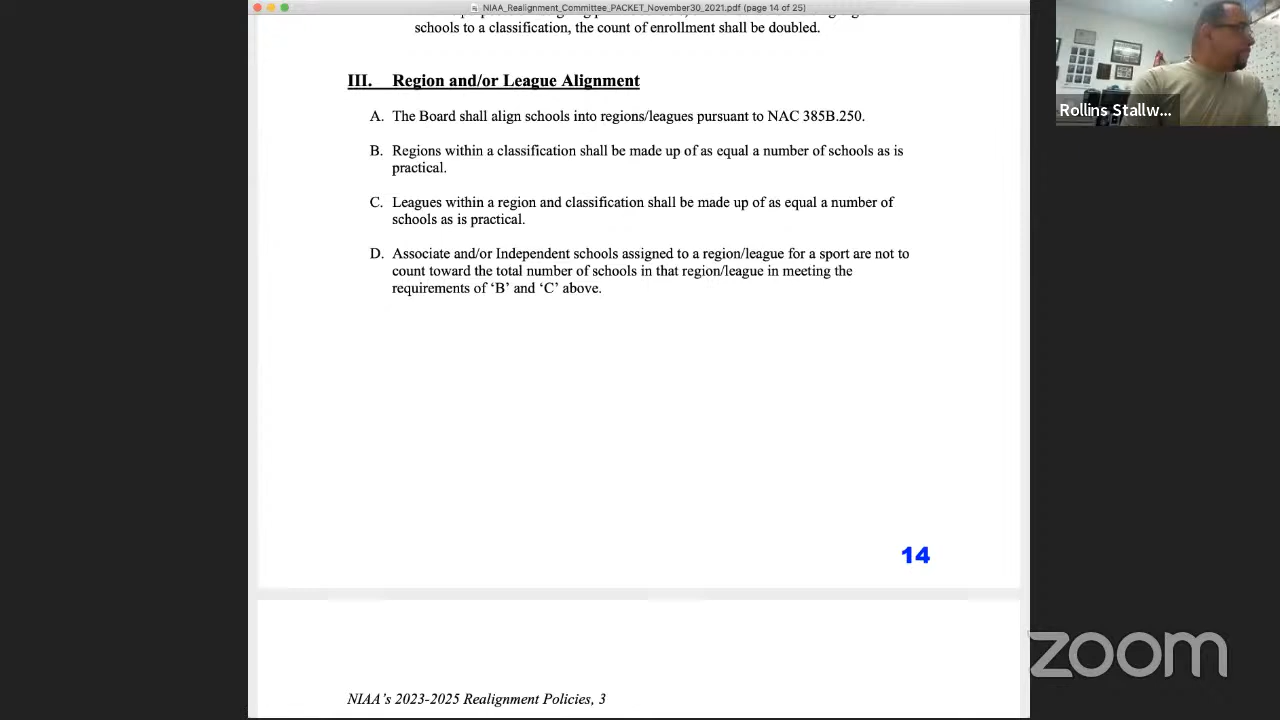 NIAA_Realignment_Committee_PACKET_November30_2021.pdf (page 14 of 25)
schools to a classification, the count of enrollment shall be doubled.
III. Region and/or League Alignment
A. The Board shall align schools into regions/leagues pursuant to NAC 385B.250.
B. Regions within a classification shall be made up of as equal a number of schools as is
practical.
C. Leagues within a region and classification shall be made up of as equal a number of
schools as is practical.
D. Associate and/or Independent schools assigned to a region/league for a sport are not to
count toward the total number of schools in that region/league in meeting the
requirements of ‘B’ and ‘C’ above.
14
NIAA’s 2023-2025 Realignment Policies, 3
Rollins Stallw...
zoom